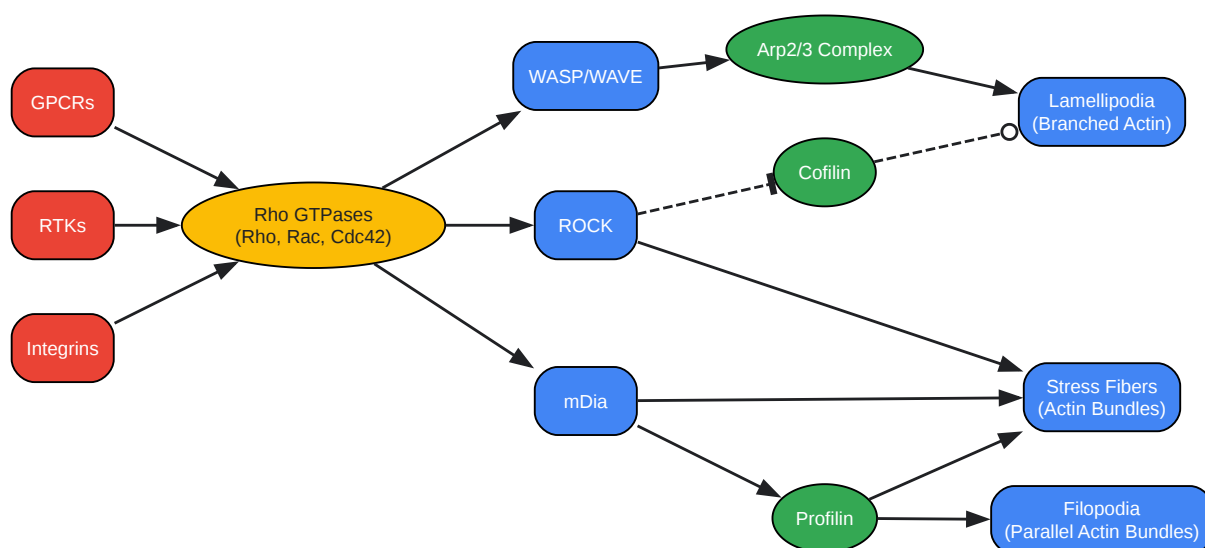 GPCRs
RTKs
Integrins
Rho GTPases
(Rho, Rac, Cdc42)
WASP/WAVE
ROCK
mDia
Arp2/3 Complex
Cofilin
Profilin
Lamellipodia
(Branched Actin)
Stress Fibers
(Actin Bundles)
Filopodia
(Parallel Actin Bundles)